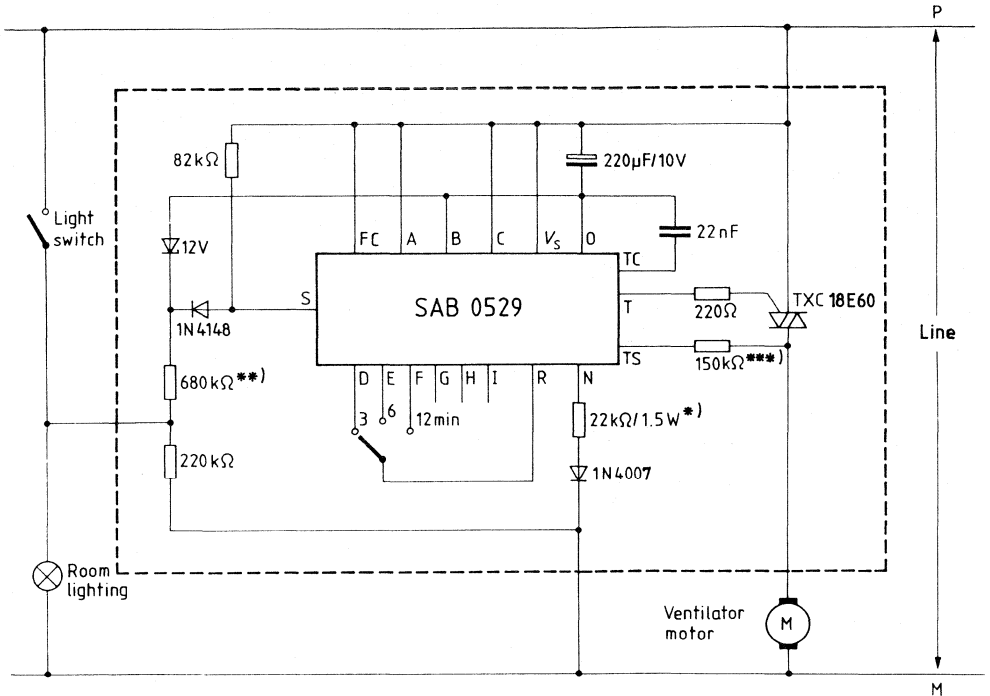 P
82kΩ
220µF/10V
Light
switch
12V
FC
A
B
C
Vs
0
TC
22nF
S
SAB 0529
T
220Ω
TXC 18E60
1N4148
TS
150kΩ***)
Line
680kΩ**)
D
E
F
G
H
I
R
N
3
6
12min
22kΩ/1.5W*)
220kΩ
1N4007
Room
lighting
Ventilator
motor
M
M